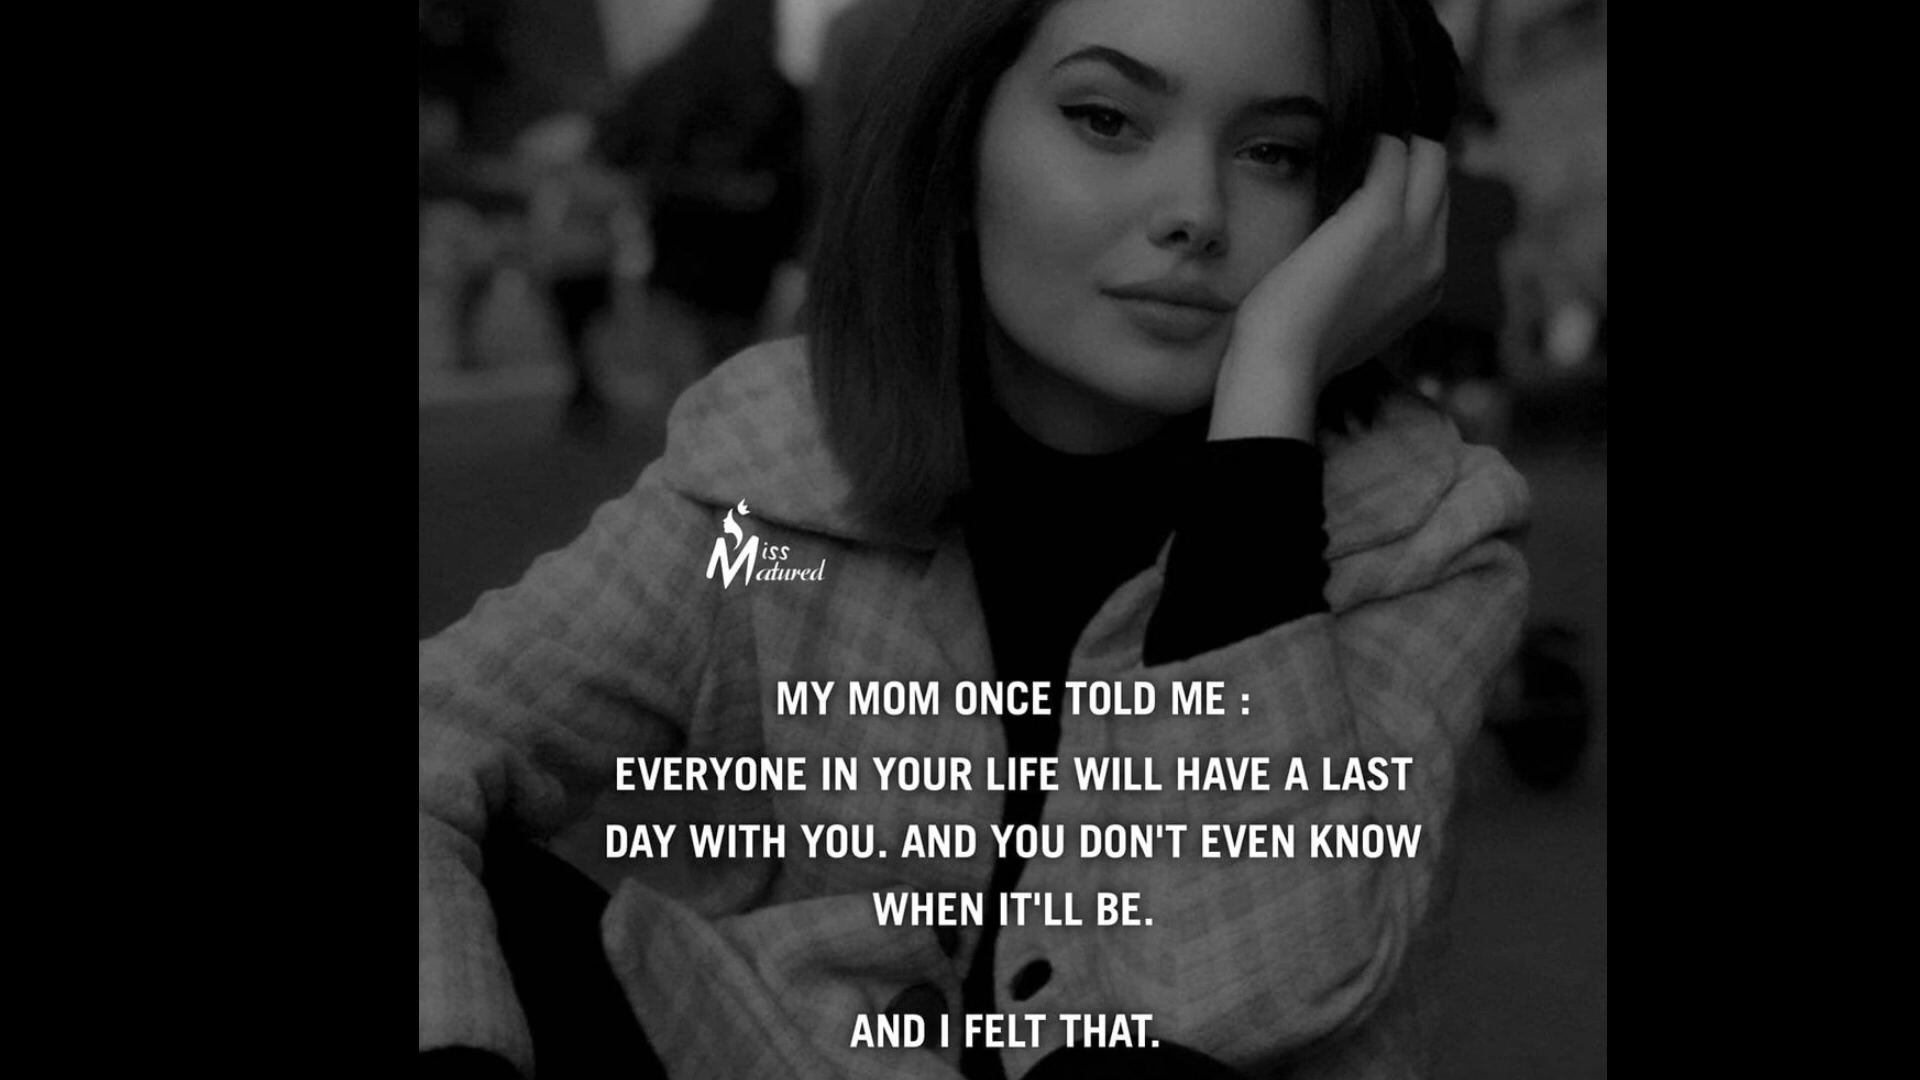 Miss
Matured
MY MOM ONCE TOLD ME :
EVERYONE IN YOUR LIFE WILL HAVE A LAST
DAY WITH YOU. AND YOU DON'T EVEN KNOW
WHEN IT'LL BE.
AND I FELT THAT.